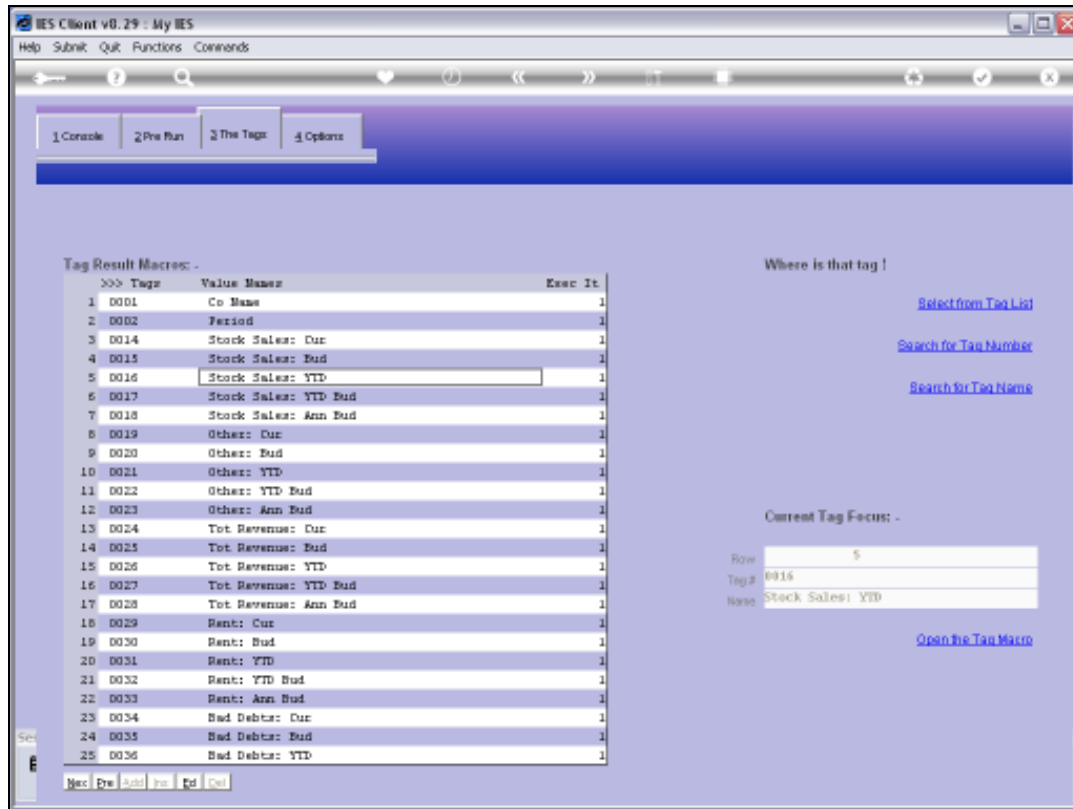 IES Client v8.29 : My IES
Help Submit Quit Functions Commands
1 Console 2 Pre Run 3 The Tags 4 Options
Tag Result Macros: -
Where is that tag !
>>> Tags Value Names Exec It
1 0001 Co Name 1
2 0002 Period 1
3 0014 Stock Sales: Cur 1
4 0015 Stock Sales: Bud 1
5 0016 Stock Sales: YTD 1
6 0017 Stock Sales: YTD Bud 1
7 0018 Stock Sales: Ann Bud 1
8 0019 Other: Cur 1
9 0020 Other: Bud 1
10 0021 Other: YTD 1
11 0022 Other: YTD Bud 1
12 0023 Other: Ann Bud 1
13 0024 Tot Revenue: Cur 1
14 0025 Tot Revenue: Bud 1
15 0026 Tot Revenue: YTD 1
16 0027 Tot Revenue: YTD Bud 1
17 0028 Tot Revenue: Ann Bud 1
18 0029 Rent: Cur 1
19 0030 Rent: Bud 1
20 0031 Rent: YTD 1
21 0032 Rent: YTD Bud 1
22 0033 Rent: Ann Bud 1
23 0034 Bad Debts: Cur 1
24 0035 Bad Debts: Bud 1
25 0036 Bad Debts: YTD 1
Select from Tag List
Search for Tag Number
Search for Tag Name
Current Tag Focus: -
Row 5
Tag # 0016
Name Stock Sales: YTD
Open the Tag Macro
Nex Pre Add Ins Ed Del